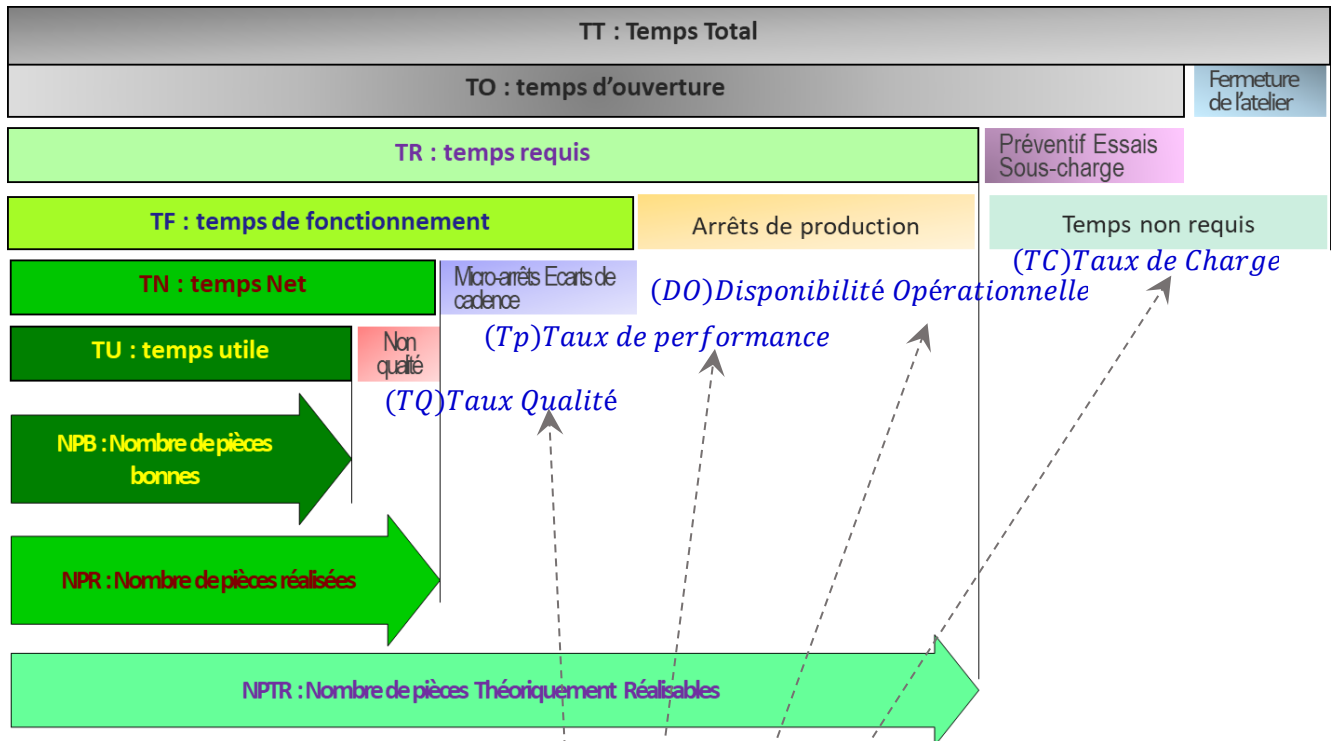 TT : Temps Total
TO : temps d'ouverture
Fermeture
de l'atelier
TR : temps requis
Préventif Essais
Sous-charge
TF : temps de fonctionnement
Arrêts de production
Temps non requis
(TC)Taux de Charge
TN : temps Net
Micro-arrêts Ecarts de
cadence
(DO)Disponibilité Opérationnelle
TU : temps utile
Non
qualité
(Tp)Taux de performance
(TQ)Taux Qualité
NPB : Nombre de pièces
bonnes
NPR : Nombre de pièces réalisées
NPTR : Nombre de pièces Théoriquement Réalisables